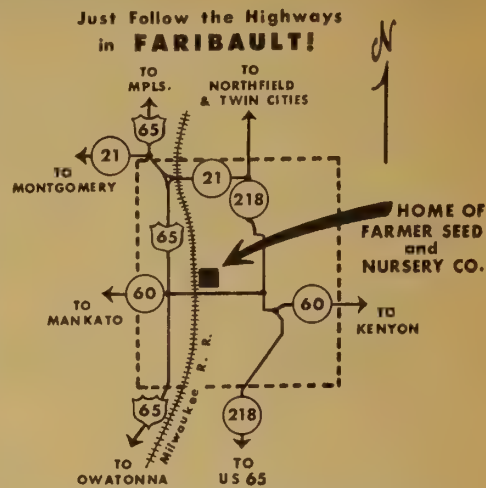 Just Follow the Highways
in FARIBAULT!
N
TO
MPLS.
TO
NORTHFIELD
& TWIN CITIES
65
21
TO
MONTGOMERY
21
218
65
HOME OF
FARMER SEED
and
NURSERY CO.
60
TO
MANKATO
60
TO
KENYON
Milwaukee R. R.
65
218
TO
OWATONNA
TO
US 65